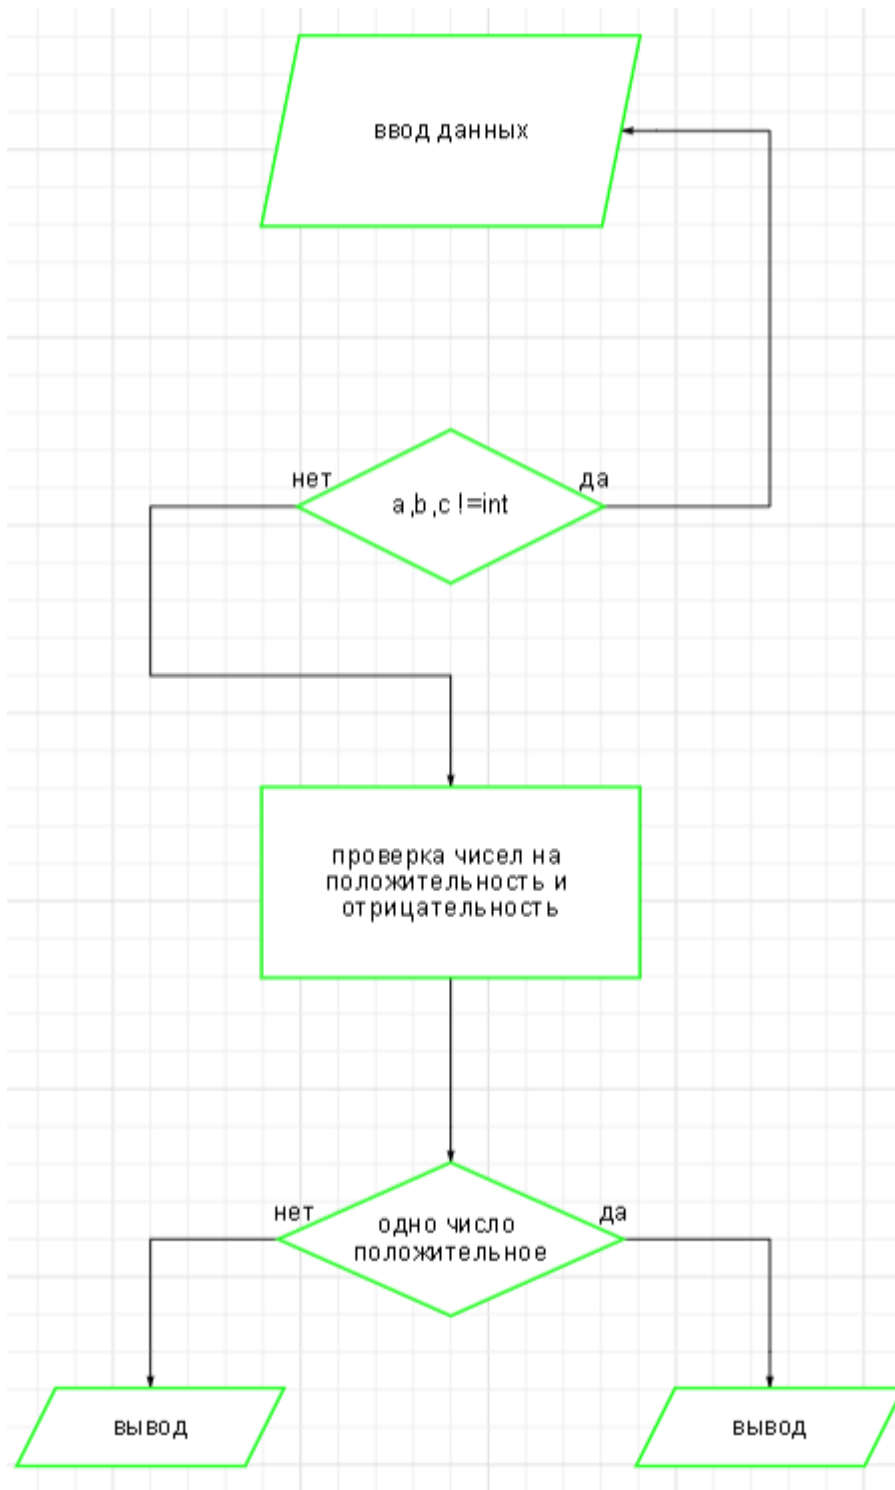 ввод данных
нет
да
a,b,c !=int
проверка чисел на
положительность и
отрицательность
нет
да
одно число
положительное
вывод
вывод